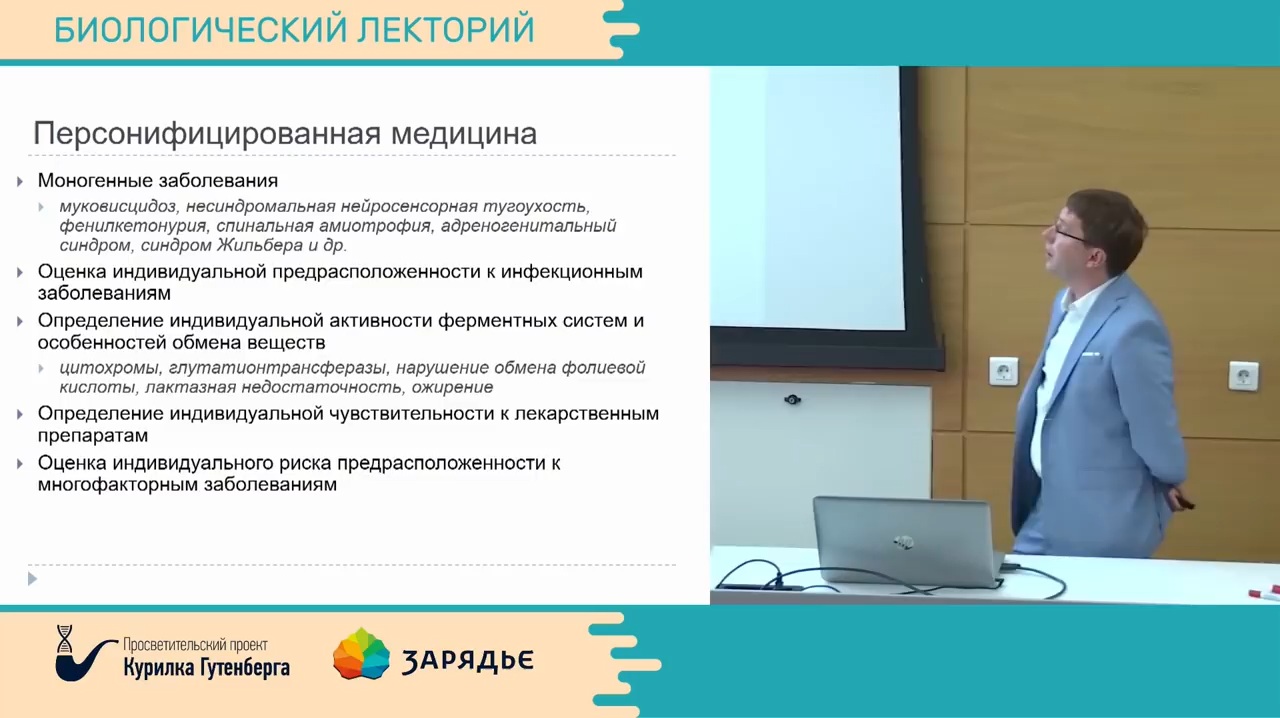 БИОЛОГИЧЕСКИЙ ЛЕКТОРИЙ
Персонифицированная медицина
Моногенные заболевания
муковисцидоз, несиндромальная нейросенсорная тугоухость,
фенилкетонурия, спинальная амиотрофия, адреногенитальный
синдром, синдром Жильбера и др.
Оценка индивидуальной предрасположенности к инфекционным
заболеваниям
Определение индивидуальной активности ферментных систем и
особенностей обмена веществ
цитохромы, глутатионтрансферазы, нарушение обмена фолиевой
кислоты, лактазная недостаточность, ожирение
Определение индивидуальной чувствительности к лекарственным
препаратам
Оценка индивидуального риска предрасположенности к
многофакторным заболеваниям
hp
Просветительский проект
Курилка Гутенберга
ЗАРЯДЬЕ